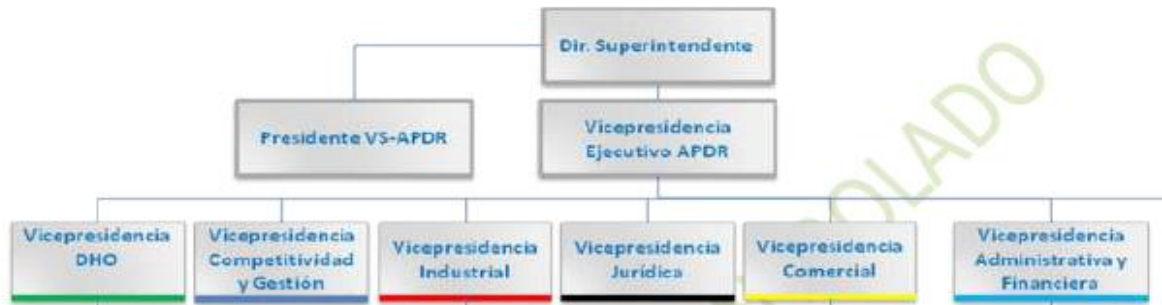 Dir. Superintendente
Presidente VS-APDR
Vicepresidencia
Ejecutivo APDR
Vicepresidencia
DHO
Vicepresidencia
Competitividad
y Gestión
Vicepresidencia
Industrial
Vicepresidencia
Jurídica
Vicepresidencia
Comercial
Vicepresidencia
Administrativa y
Financiera
OLADO